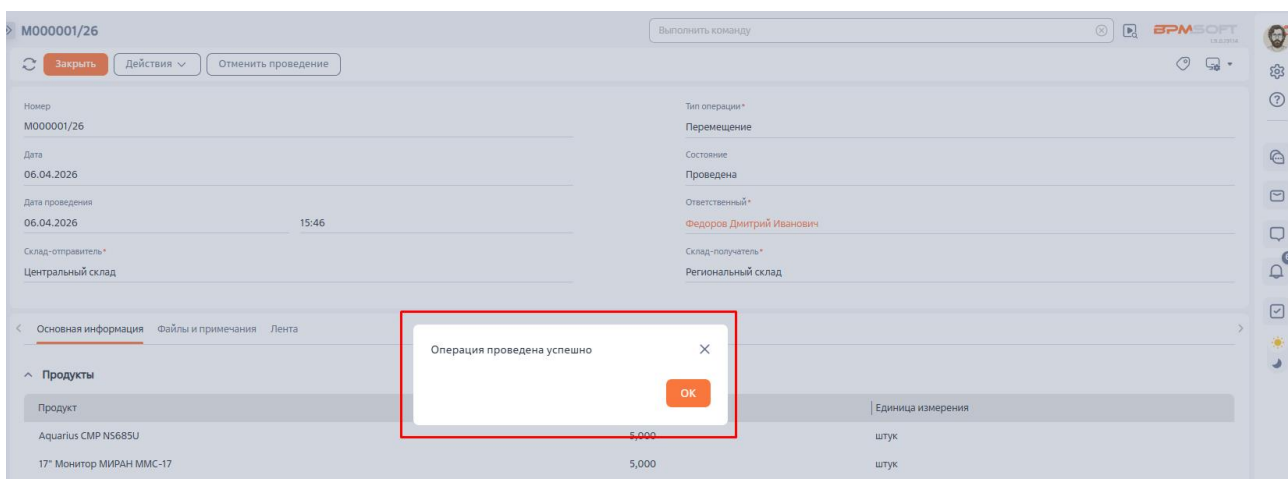 M000001/26
Выполнить команду
BPMSOFT
Закрыть
Действия
Отменить проведение
Номер
M000001/26
Тип операции*
Перемещение
Дата
06.04.2026
Состояние
Проведена
Дата проведения
06.04.2026 15:46
Ответственный*
Федоров Дмитрий Иванович
Склад-отправитель*
Центральный склад
Склад-получатель*
Региональный склад
Основная информация Файлы и примечания Лента
Операция проведена успешно
ОК
Продукты
Продукт Единица измерения
Aquarius CMP NS685U 5,000 штук
17" Монитор МИРАН ММС-17 5,000 штук